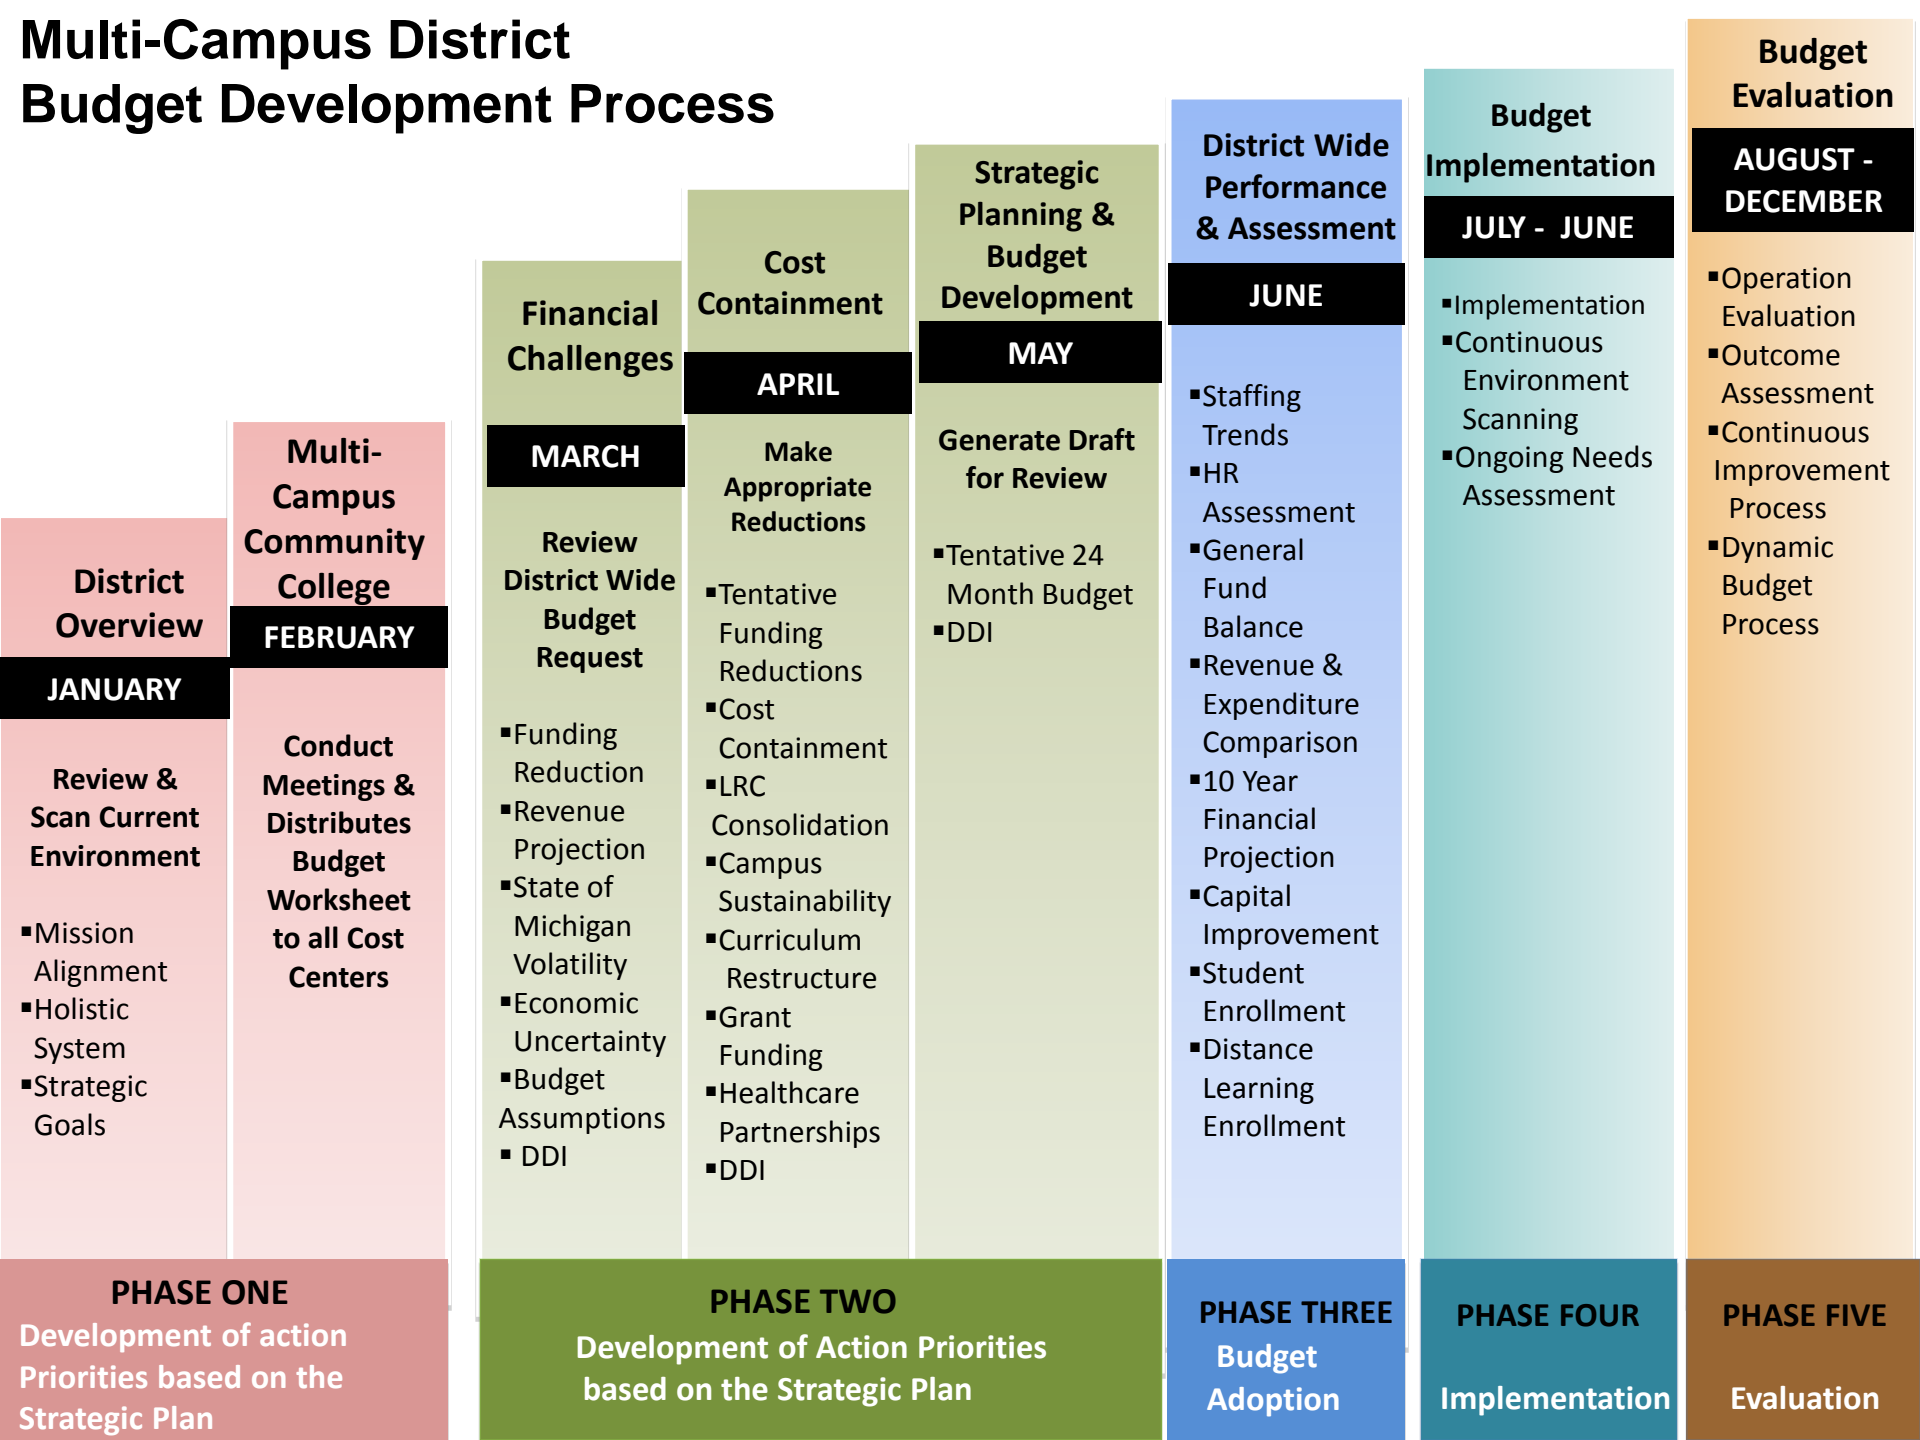 Multi-Campus District
Budget Development Process
District
Overview
JANUARY
Review &
Scan Current
Environment
▪Mission
Alignment
▪Holistic
System
▪Strategic
Goals
Multi-
Campus
Community
College
FEBRUARY
Conduct
Meetings &
Distributes
Budget
Worksheet
to all Cost
Centers
PHASE ONE
Development of action
Priorities based on the
Strategic Plan
Financial
Challenges
MARCH
Review
District Wide
Budget
Request
▪Funding
Reduction
▪Revenue
Projection
▪State of
Michigan
Volatility
▪Economic
Uncertainty
▪Budget
Assumptions
▪ DDI
Cost
Containment
APRIL
Make
Appropriate
Reductions
▪Tentative
Funding
Reductions
▪Cost
Containment
▪LRC
Consolidation
▪Campus
Sustainability
▪Curriculum
Restructure
▪Grant
Funding
▪Healthcare
Partnerships
▪DDI
Strategic
Planning &
Budget
Development
MAY
Generate Draft
for Review
▪Tentative 24
Month Budget
▪DDI
PHASE TWO
Development of Action Priorities
based on the Strategic Plan
District Wide
Performance
& Assessment
JUNE
▪Staffing
Trends
▪HR
Assessment
▪General
Fund
Balance
▪Revenue &
Expenditure
Comparison
▪10 Year
Financial
Projection
▪Capital
Improvement
▪Student
Enrollment
▪Distance
Learning
Enrollment
PHASE THREE
Budget
Adoption
Budget
Implementation
JULY - JUNE
▪Implementation
▪Continuous
Environment
Scanning
▪Ongoing Needs
Assessment
PHASE FOUR
Implementation
Budget
Evaluation
AUGUST -
DECEMBER
▪Operation
Evaluation
▪Outcome
Assessment
▪Continuous
Improvement
Process
▪Dynamic
Budget
Process
PHASE FIVE
Evaluation